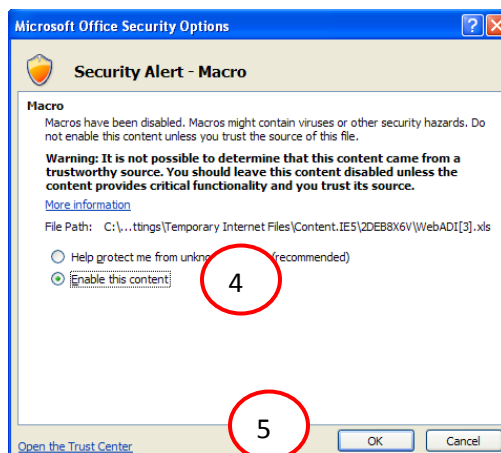 Microsoft Office Security Options
Security Alert - Macro
Macro
Macros have been disabled. Macros might contain viruses or other security hazards. Do
not enable this content unless you trust the source of this file.
Warning: It is not possible to determine that this content came from a
trustworthy source. You should leave this content disabled unless the
content provides critical functionality and you trust its source.
More information
File Path: C:\...ttings\Temporary Internet Files\Content.IE5\2DEB8X6V\WebADI[3].xls
Help protect me from (recommended)
Enable this content
4
5
Open the Trust Center
OK
Cancel